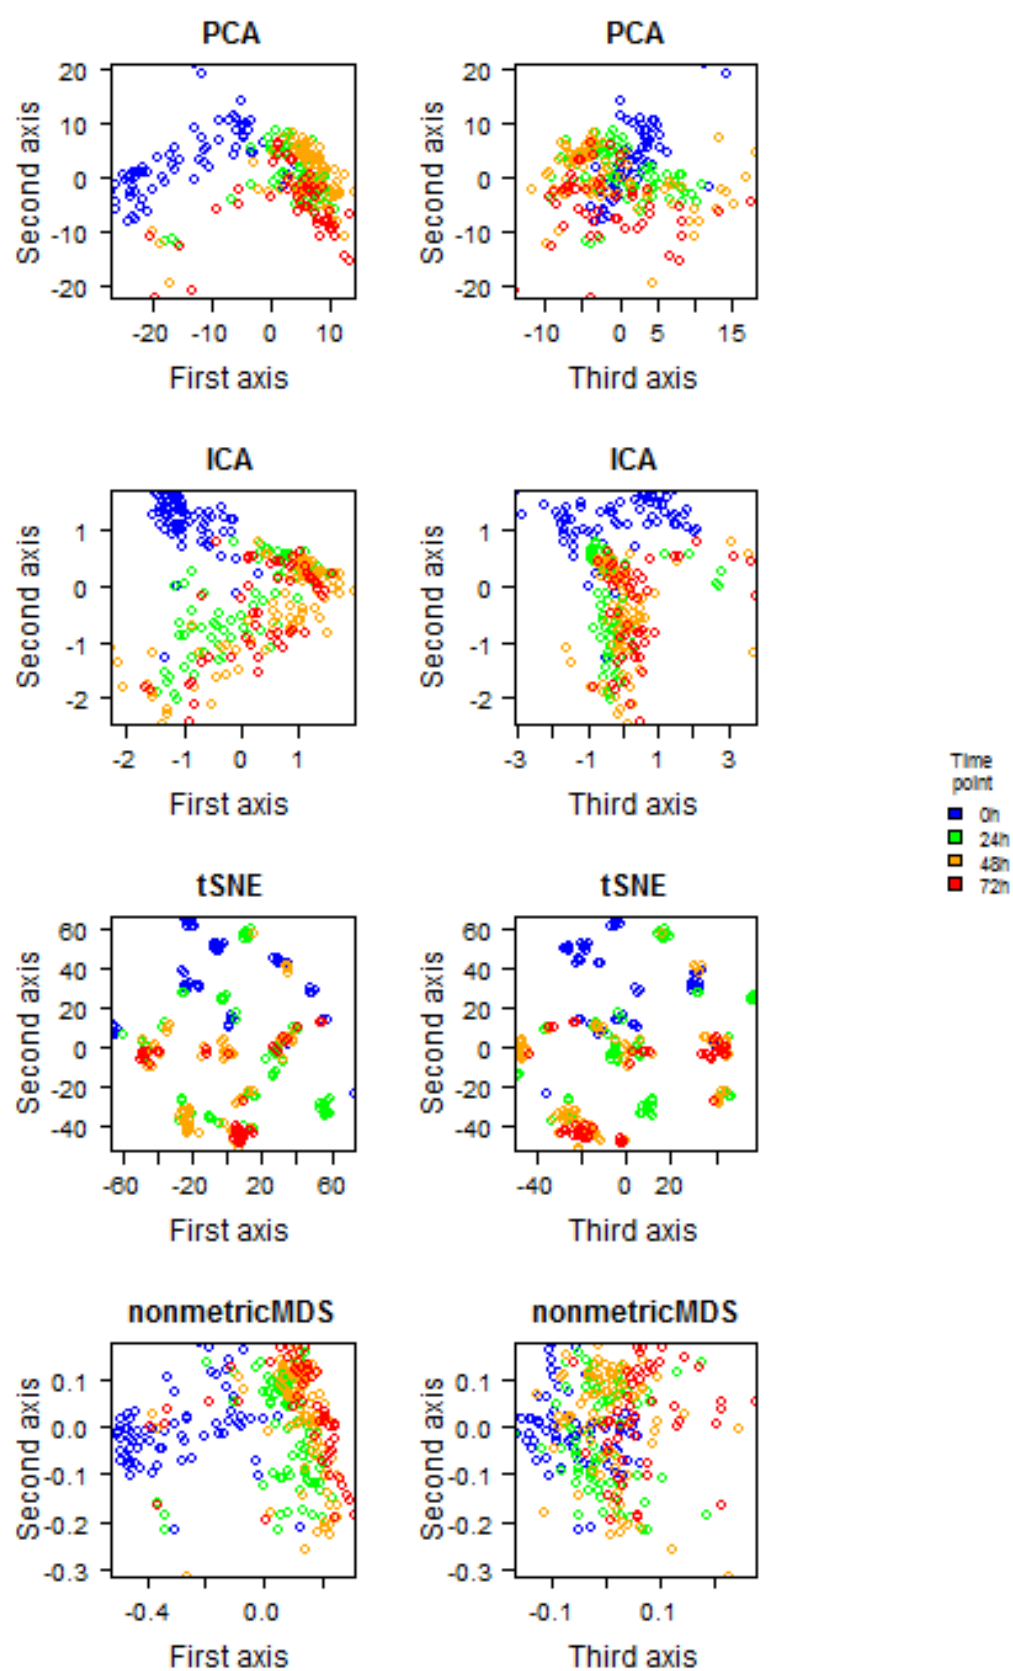 PCA
PCA
Second axis
20
10
0
-10
-20
-20 -10 0 10
First axis
Second axis
20
10
0
-10
-20
-10 0 5 15
Third axis
ICA
ICA
Second axis
1
0
-1
-2
-2 -1 0 1
First axis
Second axis
1
0
-1
-2
-3 -1 1 3
Third axis
Time
point
0h
24h
48h
72h
tSNE
tSNE
Second axis
60
40
20
0
-20
-40
-60 -20 20 60
First axis
Second axis
60
40
20
0
-20
-40
-40 0 20
Third axis
nonmetricMDS
nonmetricMDS
Second axis
0.1
0.0
-0.1
-0.2
-0.3
-0.4 0.0
First axis
Second axis
0.1
0.0
-0.1
-0.2
-0.3
-0.1 0.1
Third axis